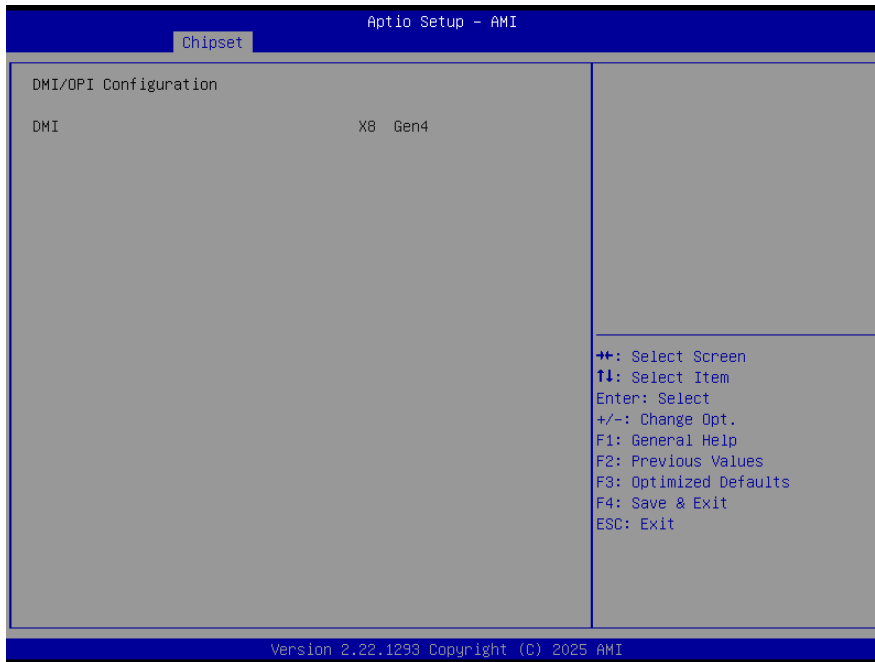 Aptio Setup – AMI
Chipset
DMI/OPI Configuration
DMI X8 Gen4
→←: Select Screen
↑↓: Select Item
Enter: Select
+/-: Change Opt.
F1: General Help
F2: Previous Values
F3: Optimized Defaults
F4: Save & Exit
ESC: Exit
Version 2.22.1293 Copyright (C) 2025 AMI